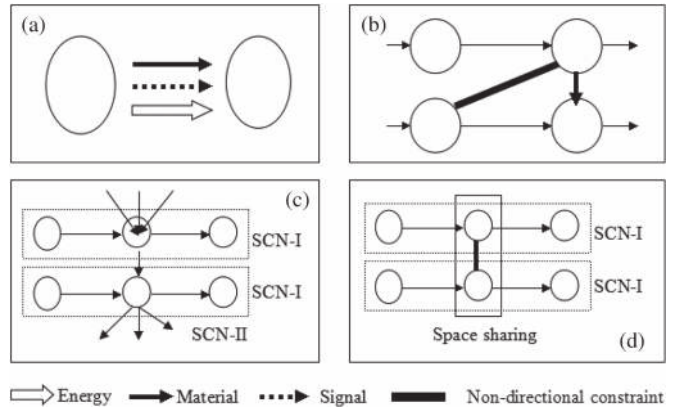 (a)
(b)
(c)
SCN-I
SCN-I
SCN-II
SCN-I
SCN-I
Space sharing
(d)
Energy Material Signal Non-directional constraint